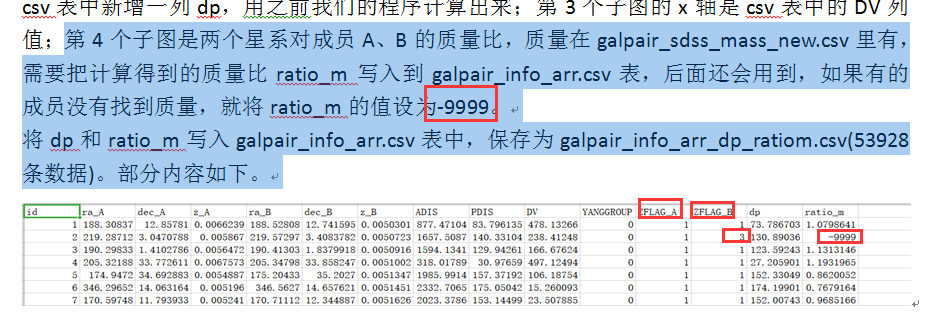 csv 表中新增一列 dp，用之前我们的程序计算出来；第 3 个子图的 x 轴是 csv 表中的 DV 列
值；第 4 个子图是两个星系对成员 A、B 的质量比，质量在 galpair_sdss_mass_new.csv 里有，
需要把计算得到的质量比 ratio_m 写入到 galpair_info_arr.csv 表，后面还会用到，如果有的
成员没有找到质量，就将 ratio_m 的值设为-9999。
将 dp 和 ratio_m 写入 galpair_info_arr.csv 表中，保存为 galpair_info_arr_dp_ratiom.csv(53928
条数据)。部分内容如下。
id ra_A dec_A z_A ra_B dec_B z_B ADIS PDIS DV YANGGROUP ZFLAG_A ZFLAG_B dp ratio_m
1 188.30837 12.85781 0.0066239 188.52808 12.741595 0.0050301 877.47104 83.796135 478.13266 0 1 1 73.786703 1.0798641
2 219.28712 3.0470788 0.005867 219.57297 3.4083782 0.0050723 1657.5087 140.33104 238.41248 0 1 3 130.89036 -9999
3 190.29833 1.4102786 0.0056472 190.41303 1.8379918 0.0050916 1594.1341 129.94261 166.67624 0 1 1 123.59243 1.1313146
4 205.32188 33.772611 0.0067573 205.34798 33.858247 0.0051002 318.01789 30.97659 497.12494 0 1 1 27.205901 1.1931965
5 174.9472 34.692883 0.0054887 175.20433 35.2027 0.0051347 1985.9914 157.37192 106.18754 0 1 1 152.33049 0.8620052
6 346.29652 14.063164 0.005196 346.5627 14.657621 0.0051451 2332.7065 175.05042 15.260093 0 1 1 174.19901 0.7679164
7 170.59748 11.793933 0.005241 170.71112 12.344887 0.0051626 2023.3786 153.14499 23.507885 0 1 1 152.00743 0.9685166